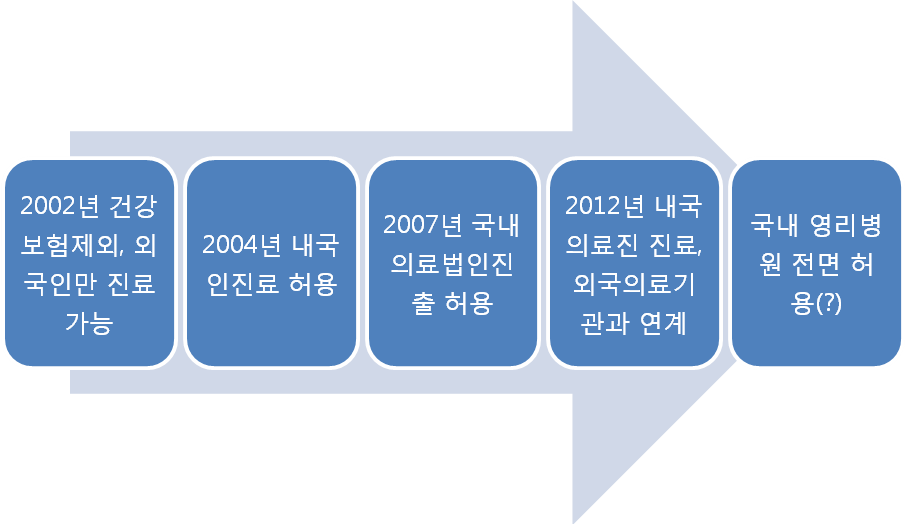 2002년 건강
보험제외, 외
국인만 진료
가능
2004년 내국
인진료 허용
2007년 국내
의료법인진
출 허용
2012년 내국
의료진 진료,
외국의료기
관과 연계
국내 영리병
원 전면 허
용(?)